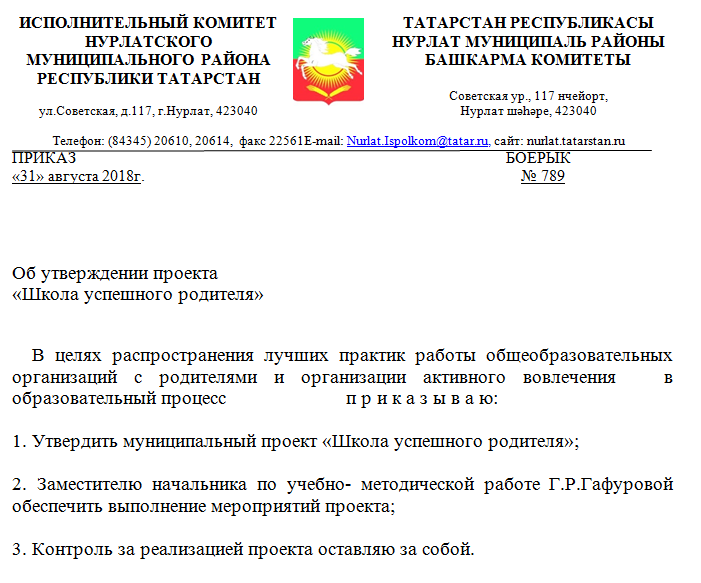 ИСПОЛНИТЕЛЬНЫЙ КОМИТЕТ
НУРЛАТСКОГО
МУНИЦИПАЛЬНОГО РАЙОНА
РЕСПУБЛИКИ ТАТАРСТАН
ул.Советская, д.117, г.Нурлат, 423040
ТАТАРСТАН РЕСПУБЛИКАСЫ
НУРЛАТ МУНИЦИПАЛЬ РАЙОНЫ
БАШКАРМА КОМИТЕТЫ
Советская ур., 117 нчейорт,
Нурлат шәһәре, 423040
Телефон: (84345) 20610, 20614, факс 22561E-mail: Nurlat.Ispolkom@tatar.ru, сайт: nurlat.tatarstan.ru
ПРИКАЗ БОЕРЫК
«31» августа 2018г. № 789
Об утверждении проекта
«Школа успешного родителя»
В целях распространения лучших практик работы общеобразовательных
организаций с родителями и организации активного вовлечения в
образовательный процесс п р и к а з ы в а ю:
1. Утвердить муниципальный проект «Школа успешного родителя»;
2. Заместителю начальника по учебно- методической работе Г.Р.Гафуровой
обеспечить выполнение мероприятий проекта;
3. Контроль за реализацией проекта оставляю за собой.